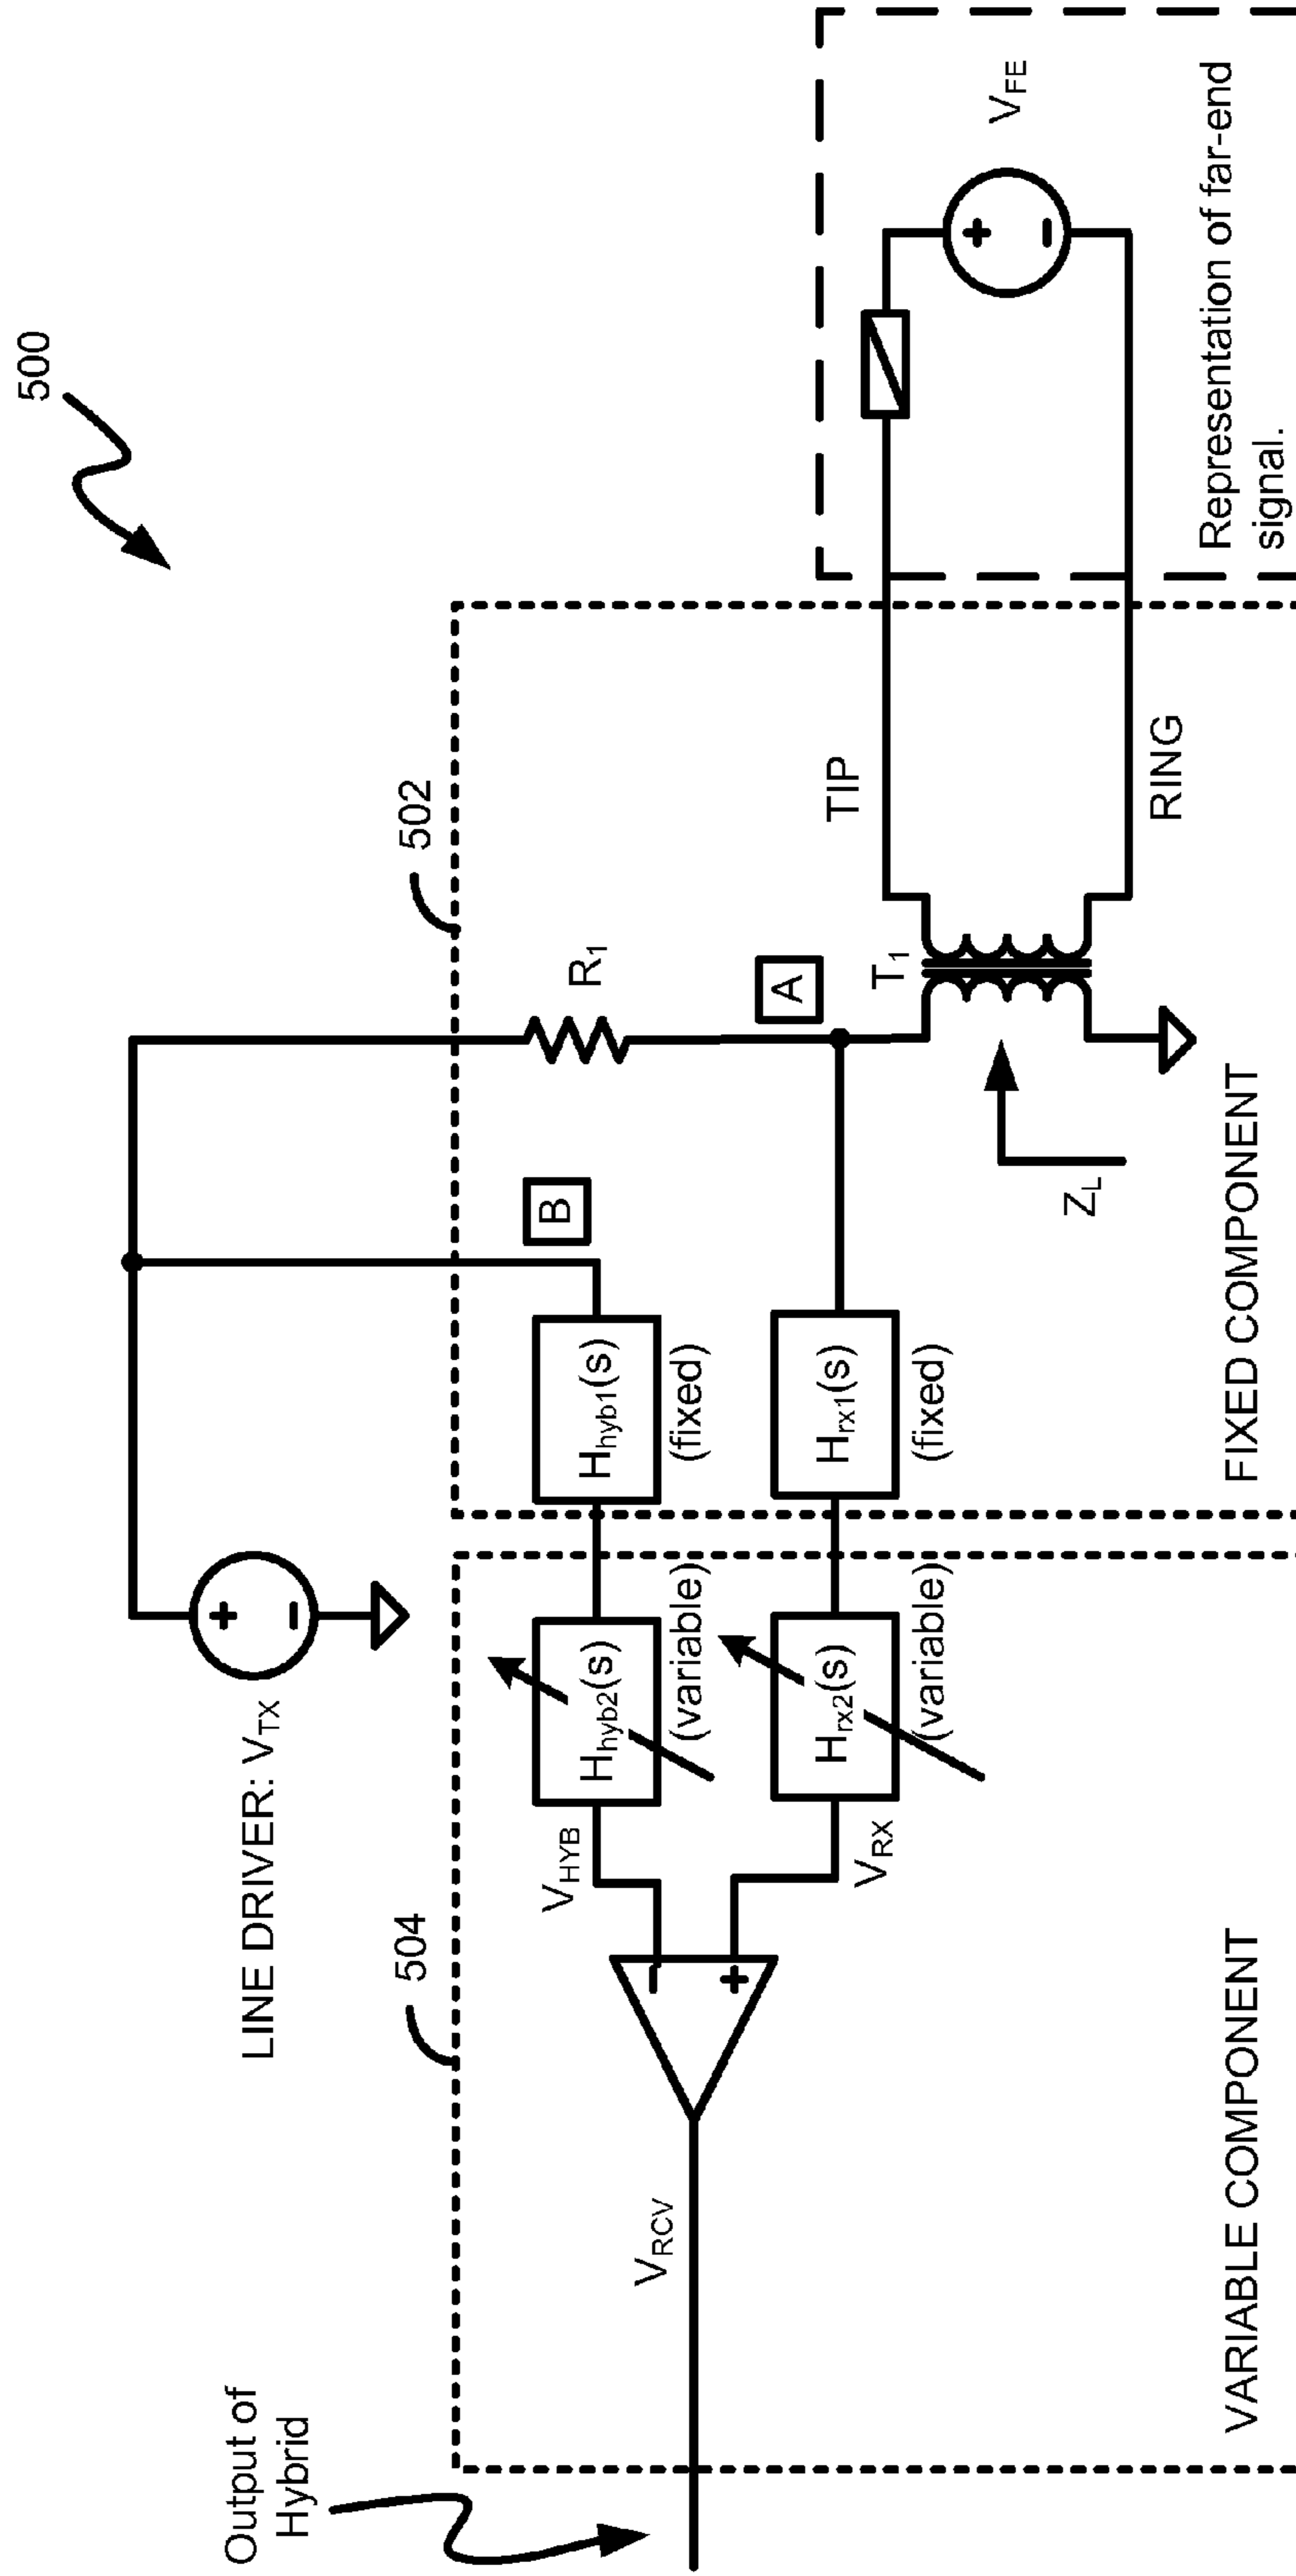 500
LINE DRIVER: VTX
Output of
Hybrid
504
502
VRCV
VHYB
VRX
Hhyb2(s)
(variable)
Hrx2(s)
(variable)
Hhyb1(s)
(fixed)
Hrx1(s)
(fixed)
B
R1
A
T1
ZL
TIP
RING
VFE
+
−
+
−
−
+
Representation of far-end
signal.
VARIABLE COMPONENT
FIXED COMPONENT